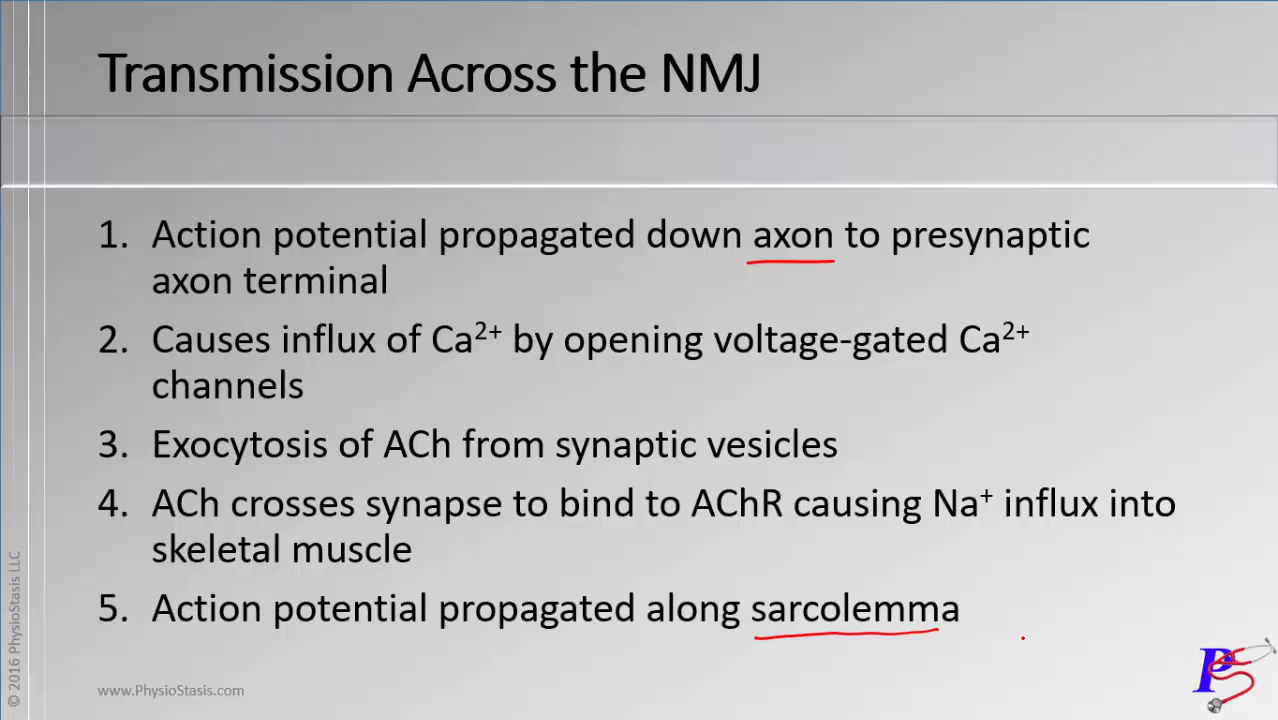 Transmission Across the NMJ
1. Action potential propagated down axon to presynaptic
axon terminal
2. Causes influx of Ca²⁺ by opening voltage-gated Ca²⁺
channels
3. Exocytosis of ACh from synaptic vesicles
4. ACh crosses synapse to bind to AChR causing Na⁺ influx into
skeletal muscle
5. Action potential propagated along sarcolemma
© 2016 PhysioStasis LLC
www.PhysioStasis.com
PS